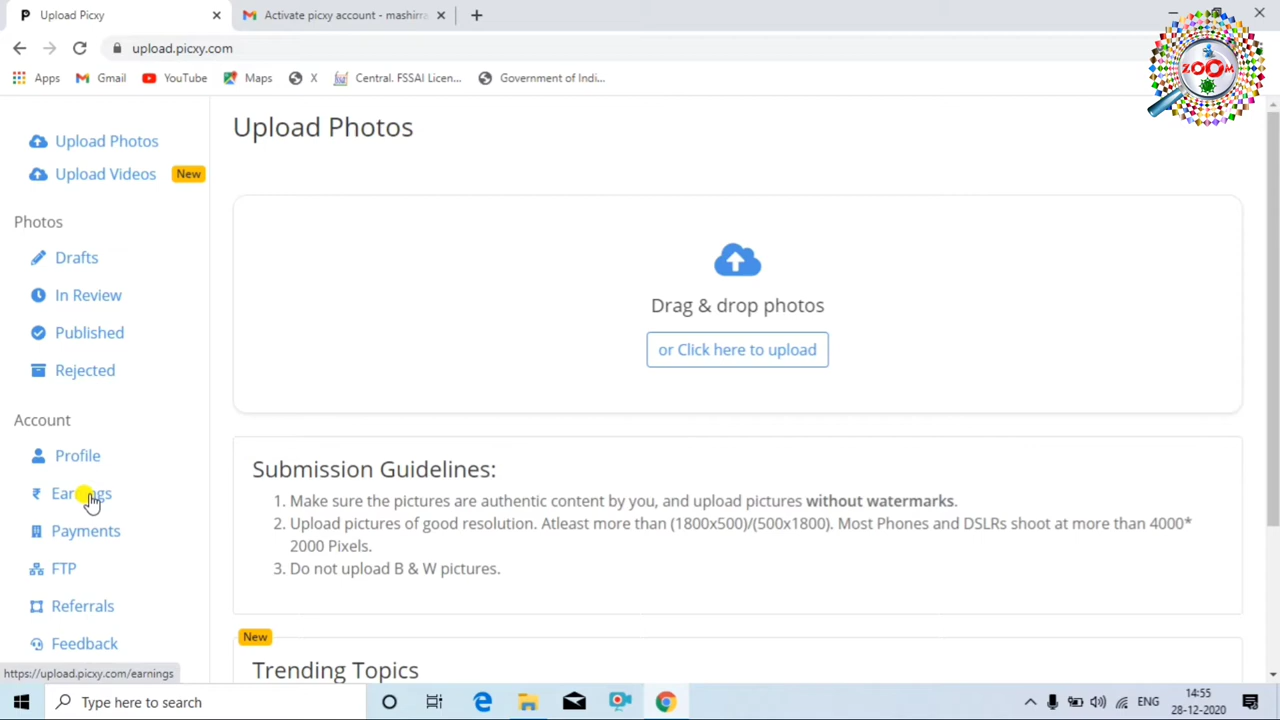 Upload Picxy
Activate picxy account - mashirra
upload.picxy.com
Apps
Gmail
YouTube
Maps
X
Central. FSSAI Licen...
Government of Indi...
ZOOM
Upload Photos
Upload Videos
New
Photos
Drafts
In Review
Published
Rejected
Account
Profile
Earnings
Payments
FTP
Referrals
Feedback
https://upload.picxy.com/earnings
Upload Photos
Drag & drop photos
or Click here to upload
Submission Guidelines:
1. Make sure the pictures are authentic content by you, and upload pictures without watermarks.
2. Upload pictures of good resolution. Atleast more than (1800x500)/(500x1800). Most Phones and DSLRs shoot at more than 4000*
2000 Pixels.
3. Do not upload B & W pictures.
New
Trending Topics
Type here to search
ENG
14:55
28-12-2020